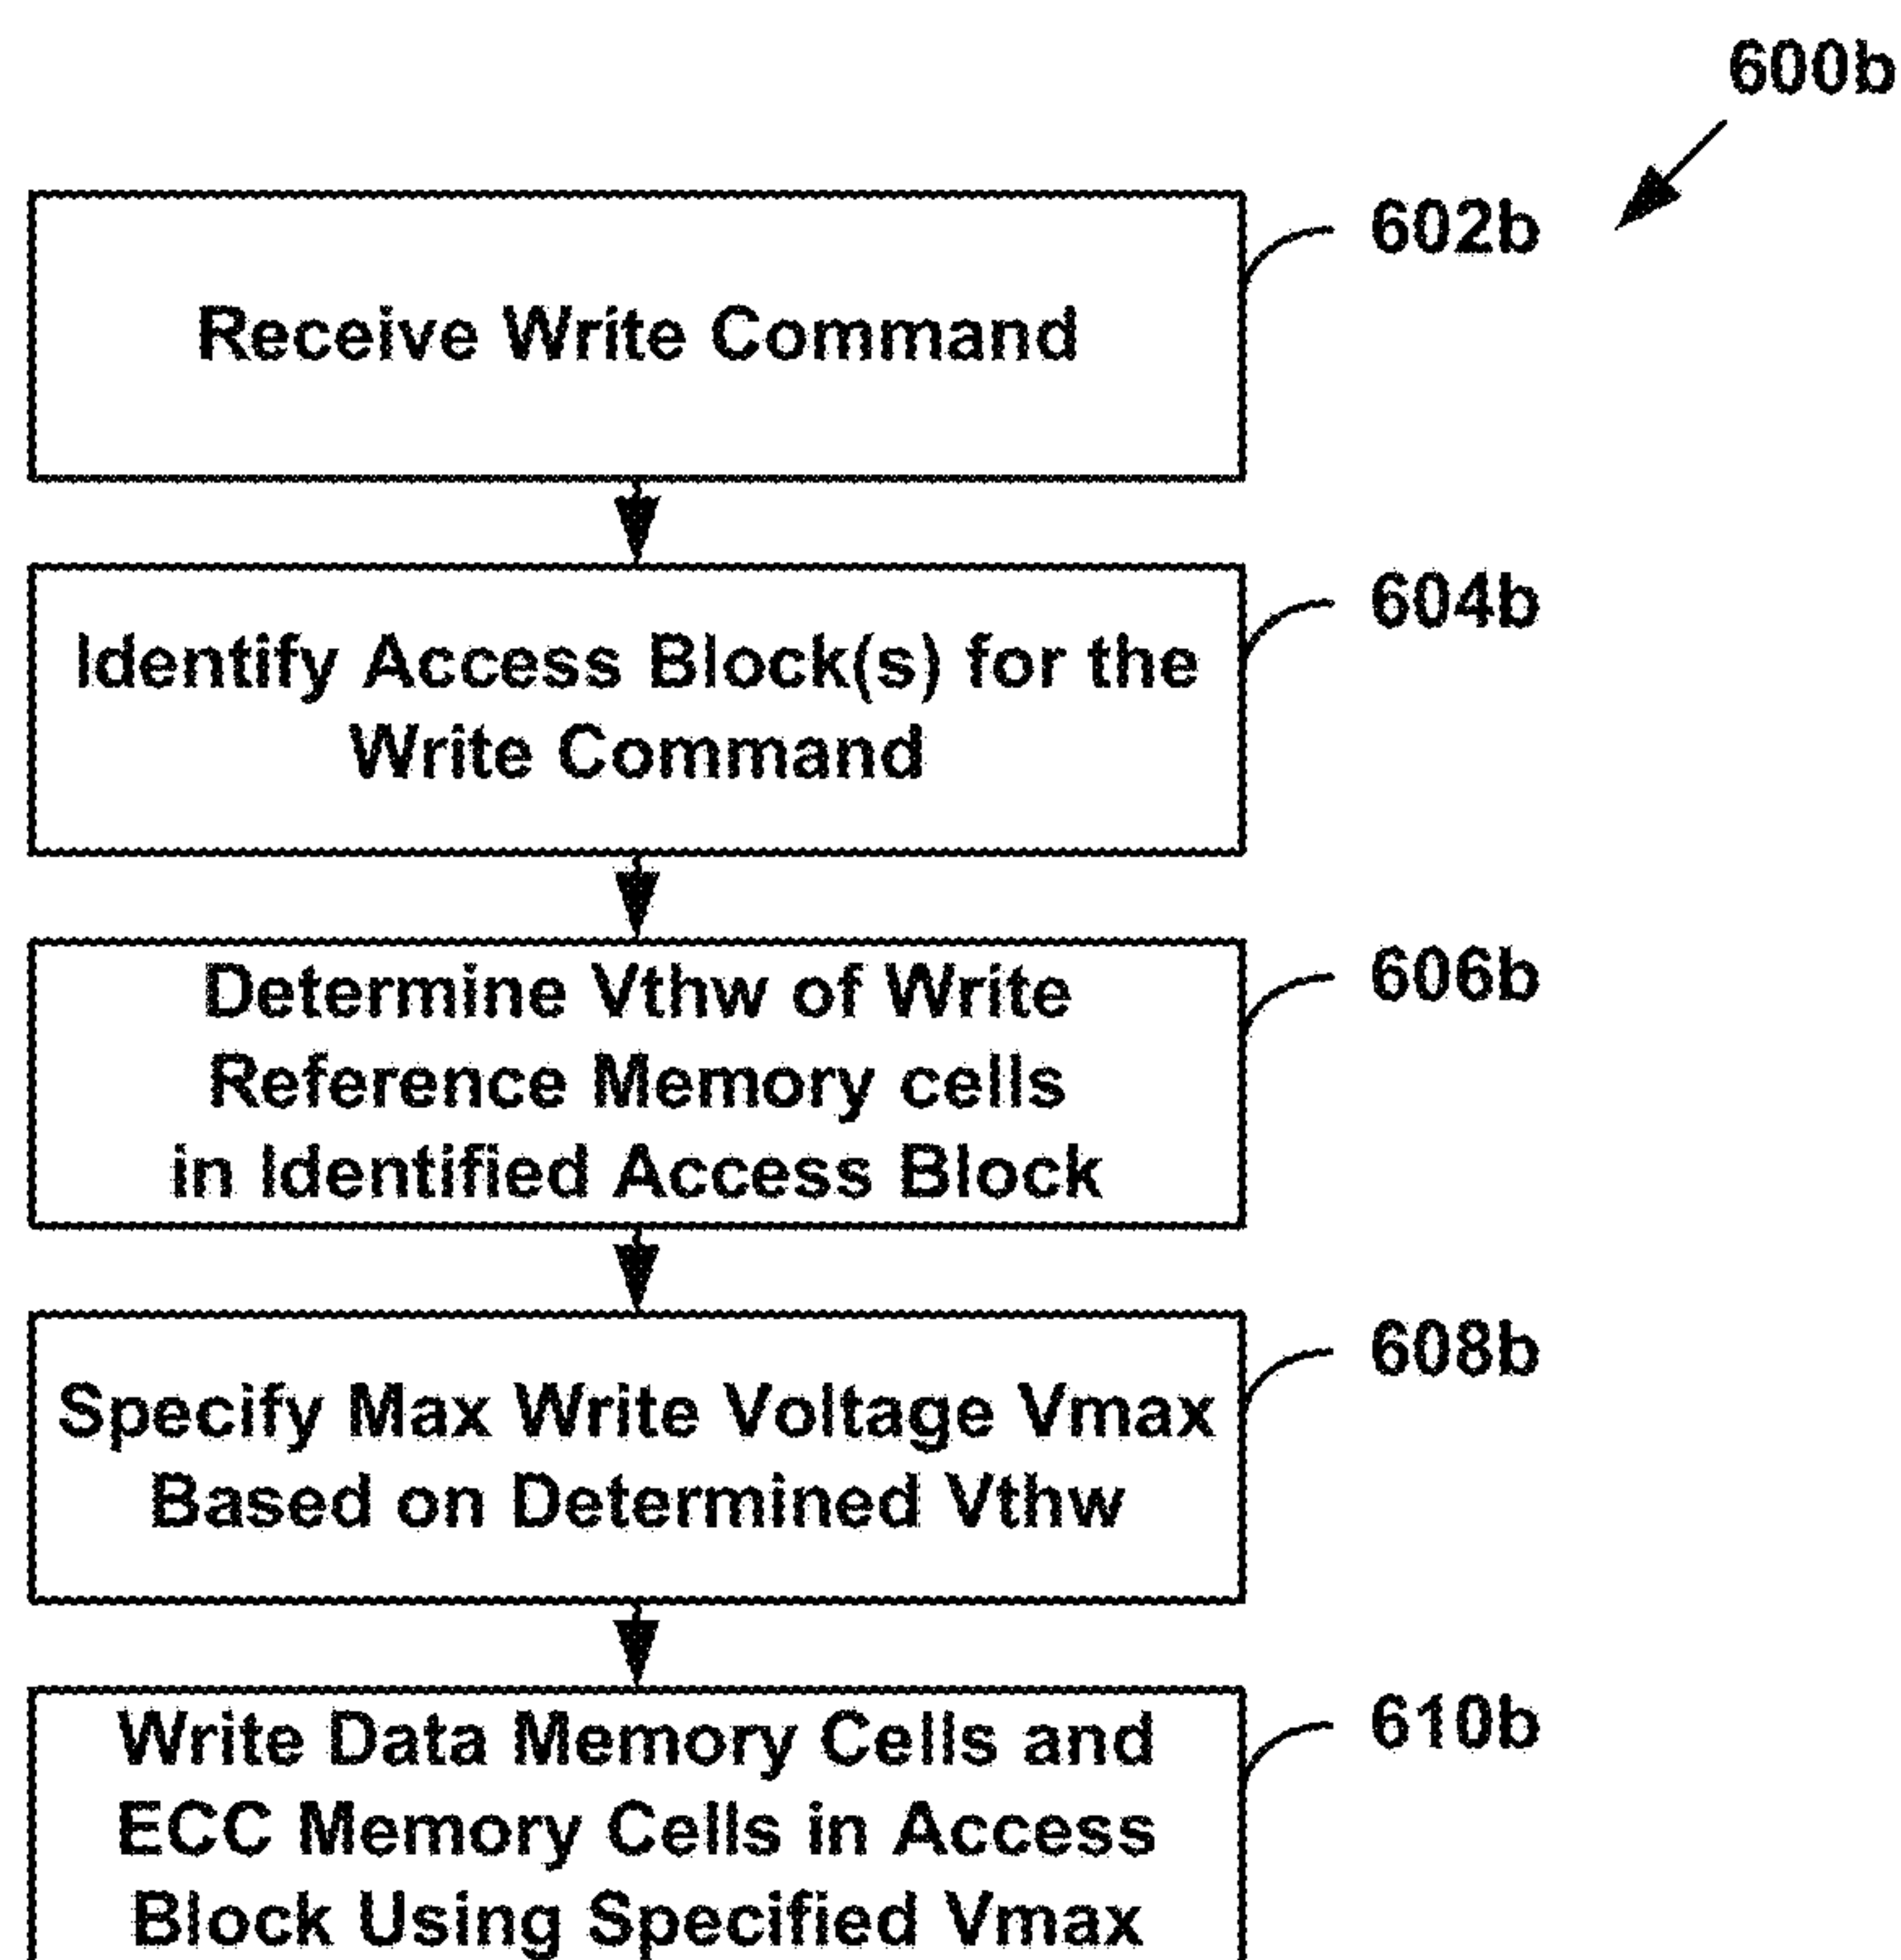 600b
602b
Receive Write Command
604b
Identify Access Block(s) for the
Write Command
606b
Determine Vthw of Write
Reference Memory cells
in Identified Access Block
608b
Specify Max Write Voltage Vmax
Based on Determined Vthw
610b
Write Data Memory Cells and
ECC Memory Cells in Access
Block Using Specified Vmax